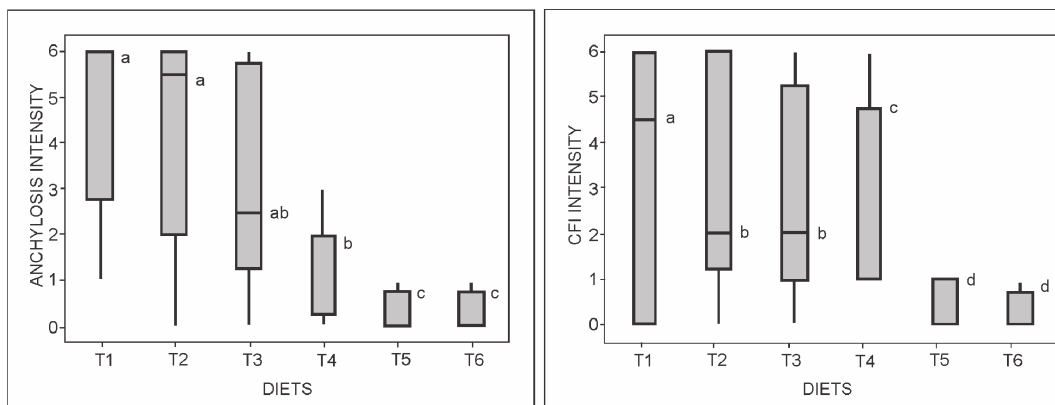 ANCHYLOSIS INTENSITY
6
5
4
3
2
1
0
a
a
ab
b
c
c
T1 T2 T3 T4 T5 T6
DIETS
CFI INTENSITY
6
5
4
3
2
1
0
a
b
b
c
d
d
T1 T2 T3 T4 T5 T6
DIETS